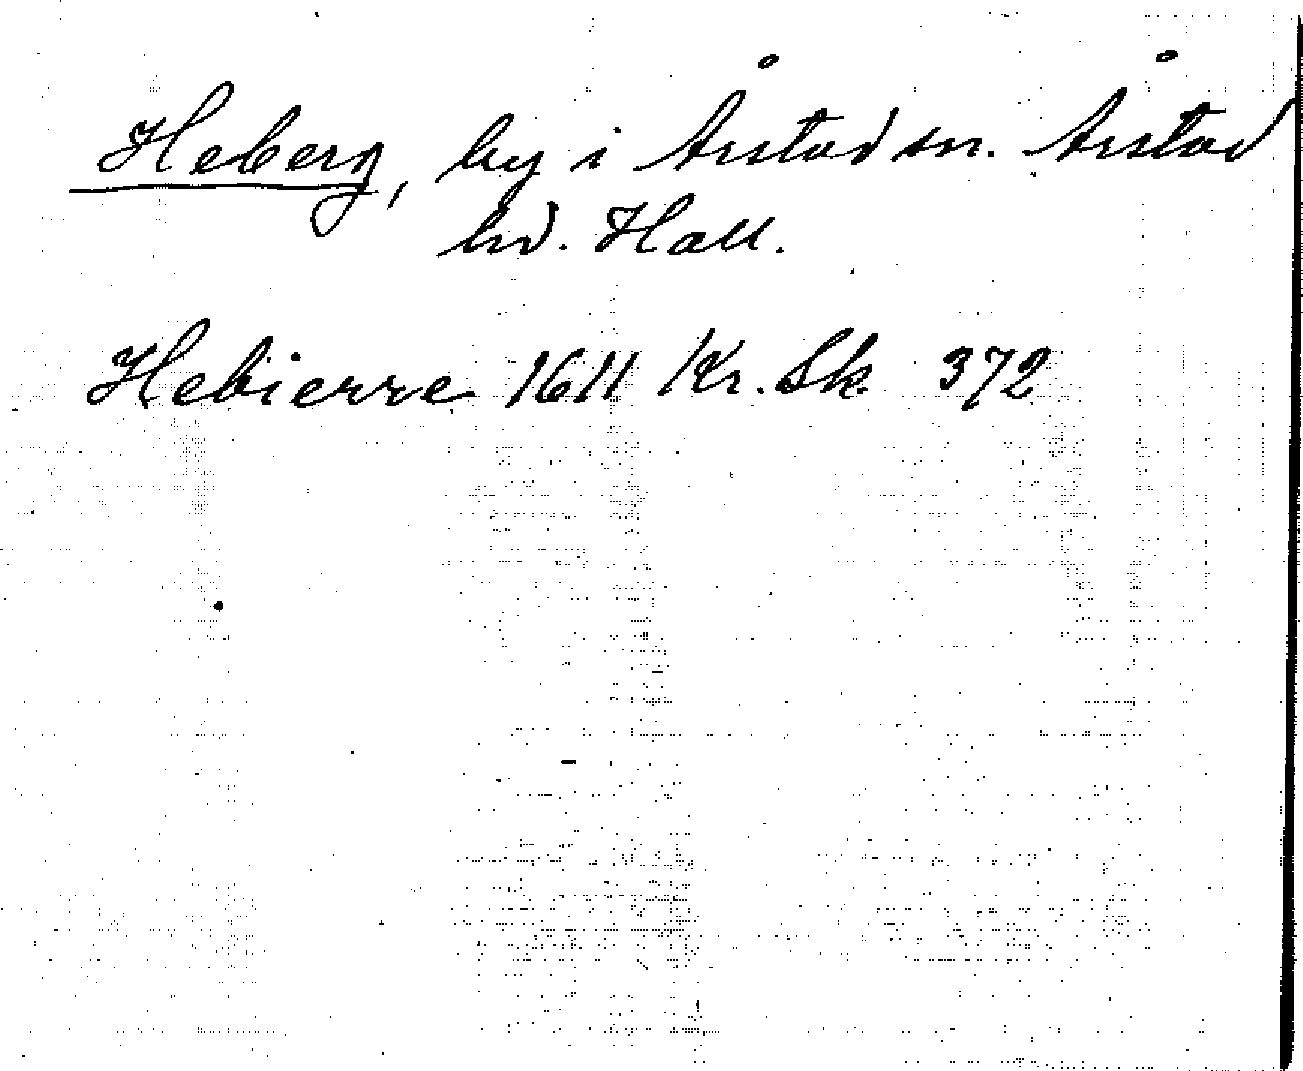 Heberg, by i Årstad sn. Årstad
hd. Hall.
Hebierre 1611 Kr. Sk. 372